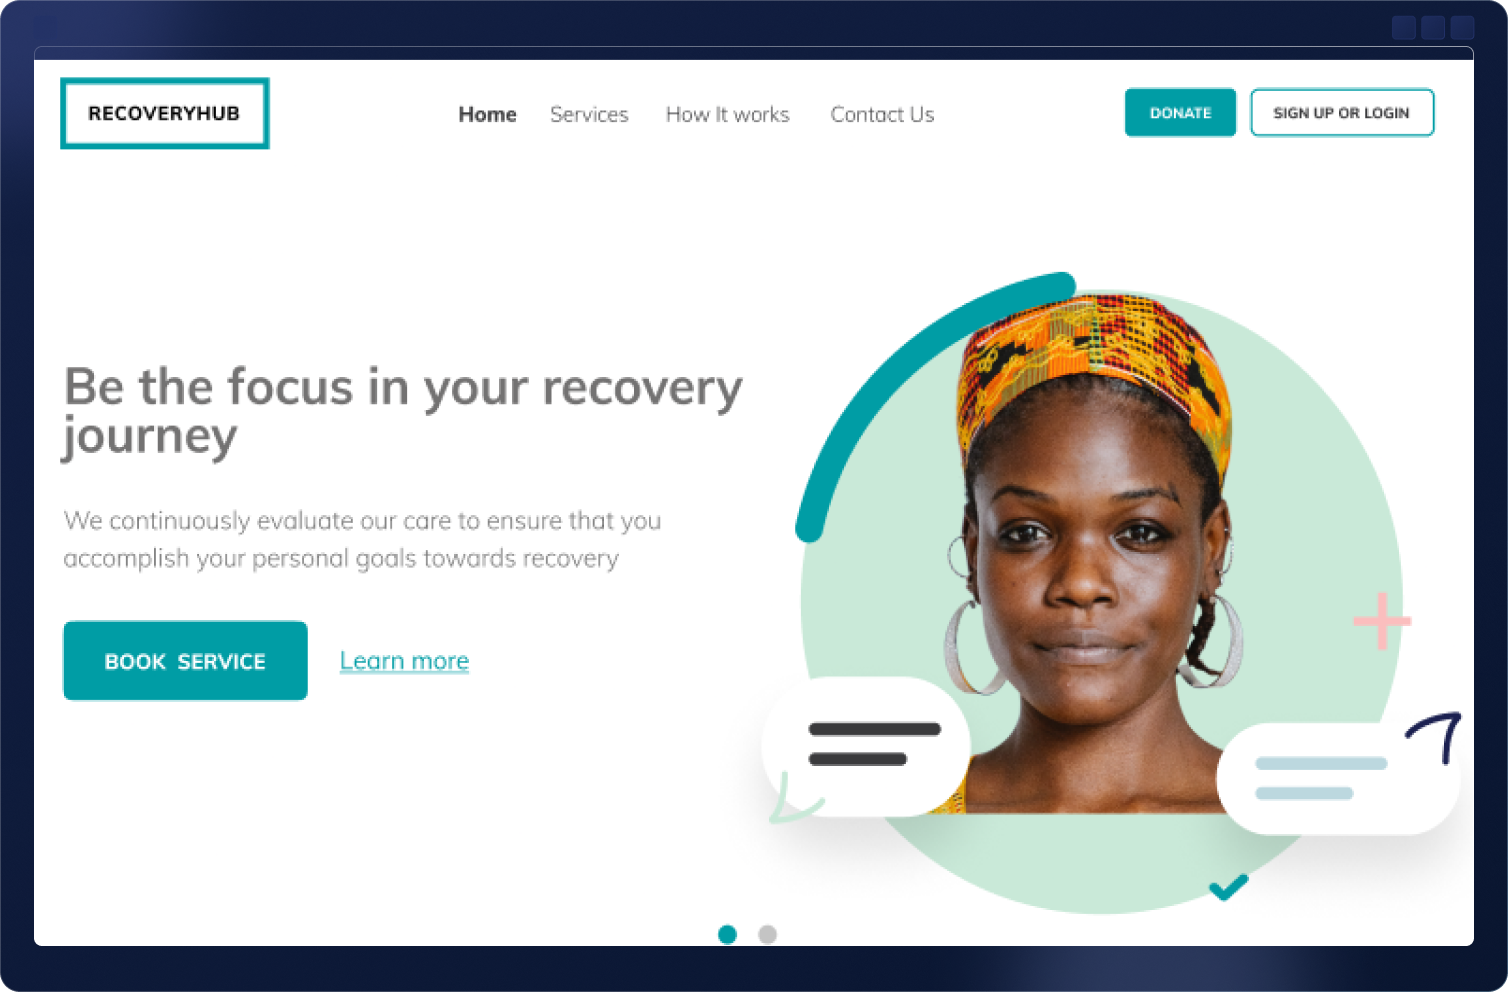 RECOVERYHUB
Home
Services
How It works
Contact Us
DONATE
SIGN UP OR LOGIN
Be the focus in your recovery
journey
We continuously evaluate our care to ensure that you
accomplish your personal goals towards recovery
BOOK SERVICE
Learn more